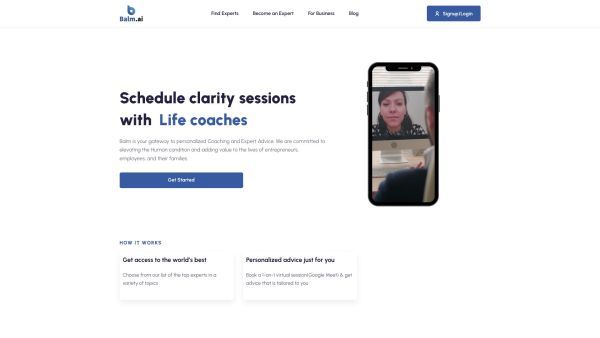 Balm.ai
Find Experts
Become an Expert
For Business
Blog
Signup/Login
Schedule clarity sessions
with Life coaches
Balm is your gateway to personalized Coaching and Expert Advice. We are committed to
elevating the Human condition and adding value to the lives of entrepreneurs,
employees, and their families.
Get Started
HOW IT WORKS
Get access to the world's best
Choose from our list of the top experts in a
variety of topics
Personalized advice just for you
Book a 1-on-1 virtual session(Google Meet) & get
advice that is tailored to you